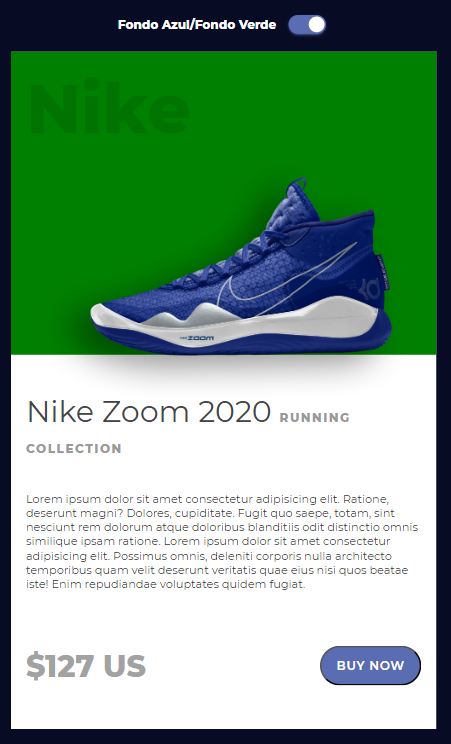 Fondo Azul/Fondo Verde
Nike
ZOOM
Nike Zoom 2020 RUNNING
COLLECTION
Lorem ipsum dolor sit amet consectetur adipisicing elit. Ratione,
deserunt magni? Dolores, cupiditate. Fugit quo saepe, totam, sint
nesciunt rem dolorum atque doloribus blanditiis odit distinctio omnis
similique ipsam ratione. Lorem ipsum dolor sit amet consectetur
adipisicing elit. Possimus omnis, deleniti corporis nulla architecto
temporibus quam velit deserunt veritatis quae eius nisi quos beatae
iste! Enim repudiandae voluptates quidem fugiat.
$127 US
BUY NOW